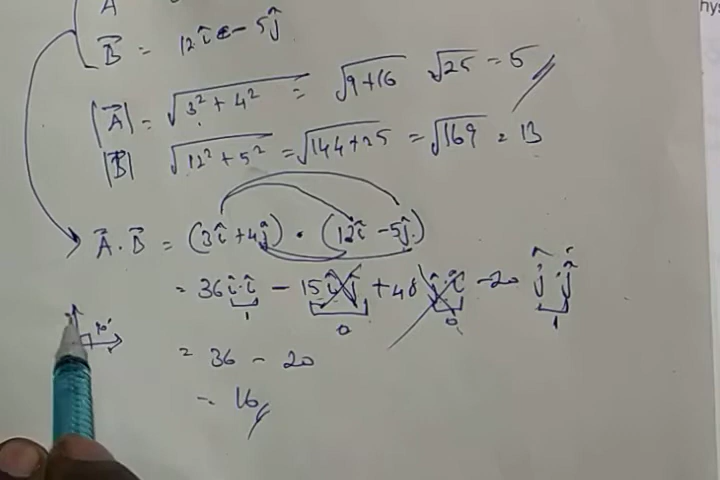 A
B⃗ = 12î - 5ĵ
|A⃗| = √(3² + 4²) = √(9+16) √25 = 5
|B⃗| √(12² + 5²) = √(144+25) = √169 = 13
A⃗ . B⃗ = (3î + 4ĵ) • (12î - 5ĵ)
= 36 î·î - 15 î·ĵ + 48 ĵ·î - 20 ĵ·ĵ
1 0 0 1
90°
= 36 - 20
= 16